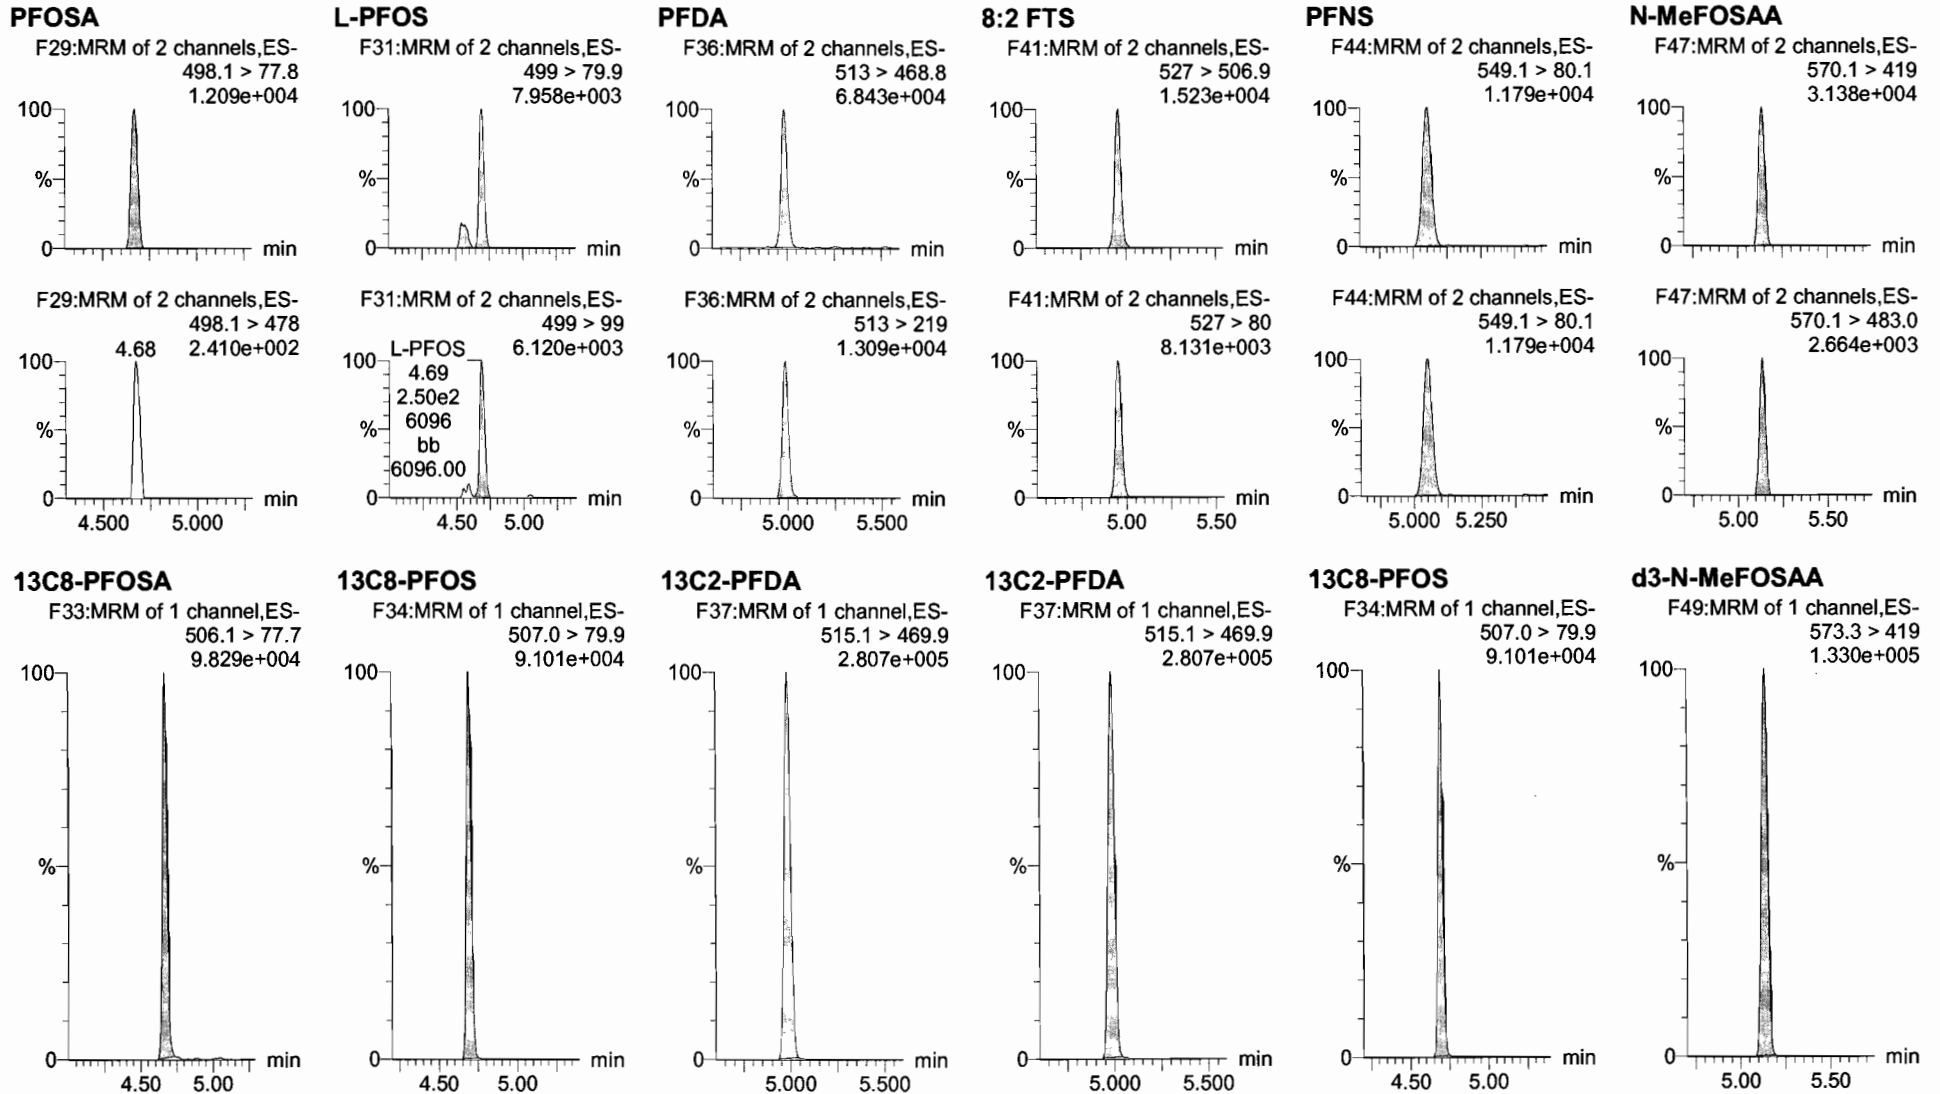 PFOSA
F29:MRM of 2 channels,ES-
498.1 > 77.8
1.209e+004
100
%
0
min
F29:MRM of 2 channels,ES-
498.1 > 478
4.68 2.410e+002
100
%
0
min
4.500 5.000
L-PFOS
F31:MRM of 2 channels,ES-
499 > 79.9
7.958e+003
100
%
0
min
F31:MRM of 2 channels,ES-
499 > 99
L-PFOS 6.120e+003
100
4.69
2.50e2
6096
%
bb
6096.00
0
min
4.50 5.00
PFDA
F36:MRM of 2 channels,ES-
513 > 468.8
6.843e+004
100
%
0
min
F36:MRM of 2 channels,ES-
513 > 219
1.309e+004
100
%
0
min
5.000 5.500
8:2 FTS
F41:MRM of 2 channels,ES-
527 > 506.9
1.523e+004
100
%
0
min
F41:MRM of 2 channels,ES-
527 > 80
8.131e+003
100
%
0
min
5.00 5.50
PFNS
F44:MRM of 2 channels,ES-
549.1 > 80.1
1.179e+004
100
%
0
min
F44:MRM of 2 channels,ES-
549.1 > 80.1
1.179e+004
100
%
0
min
5.000 5.250
N-MeFOSAA
F47:MRM of 2 channels,ES-
570.1 > 419
3.138e+004
100
%
0
min
F47:MRM of 2 channels,ES-
570.1 > 483.0
2.664e+003
100
%
0
min
5.00 5.50
13C8-PFOSA
F33:MRM of 1 channel,ES-
506.1 > 77.7
9.829e+004
100
%
0
min
4.50 5.00
13C8-PFOS
F34:MRM of 1 channel,ES-
507.0 > 79.9
9.101e+004
100
%
0
min
4.50 5.00
13C2-PFDA
F37:MRM of 1 channel,ES-
515.1 > 469.9
2.807e+005
100
%
0
min
5.000 5.500
13C2-PFDA
F37:MRM of 1 channel,ES-
515.1 > 469.9
2.807e+005
100
%
0
min
5.000 5.500
13C8-PFOS
F34:MRM of 1 channel,ES-
507.0 > 79.9
9.101e+004
100
%
0
min
4.50 5.00
d3-N-MeFOSAA
F49:MRM of 1 channel,ES-
573.3 > 419
1.330e+005
100
%
0
min
5.00 5.50